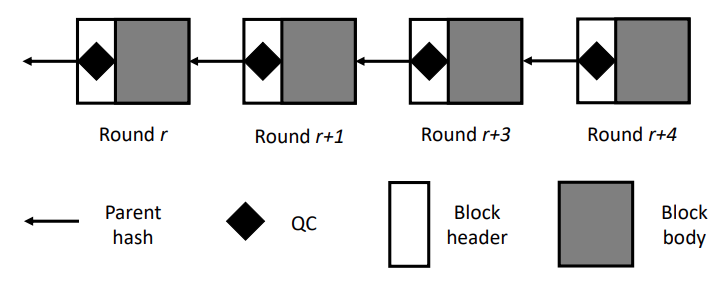 Round r
Round r+1
Round r+3
Round r+4
Parent
hash
QC
Block
header
Block
body